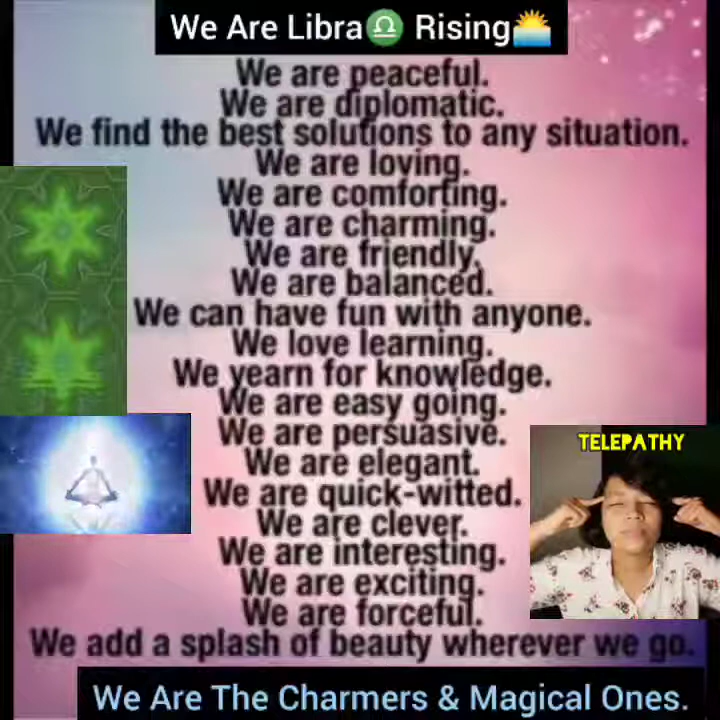 We Are Libra♎ Rising🌅
We are peaceful.
We are diplomatic.
We find the best solutions to any situation.
We are loving.
We are comforting.
We are charming.
We are friendly.
We are balanced.
We can have fun with anyone.
We love learning.
We yearn for knowledge.
We are easy going.
We are persuasive.
TELEPATHY
We are elegant.
We are quick-witted.
We are clever.
We are interesting.
We are exciting.
We are forceful.
We add a splash of beauty wherever we go.
We Are The Charmers & Magical Ones.